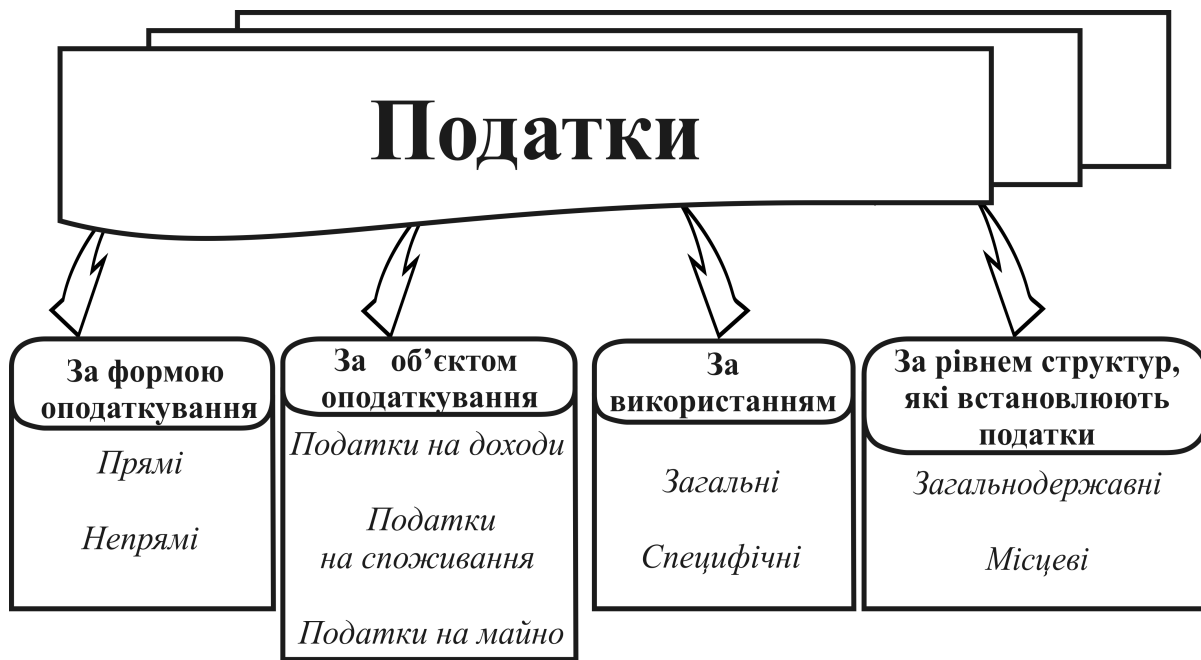 Податки
За формою
оподаткування
Прямі
Непрямі
За об’єктом
оподаткування
Податки на доходи
Податки
на споживання
Податки на майно
За
використанням
Загальні
Специфічні
За рівнем структур,
які встановлюють
податки
Загальнодержавні
Місцеві